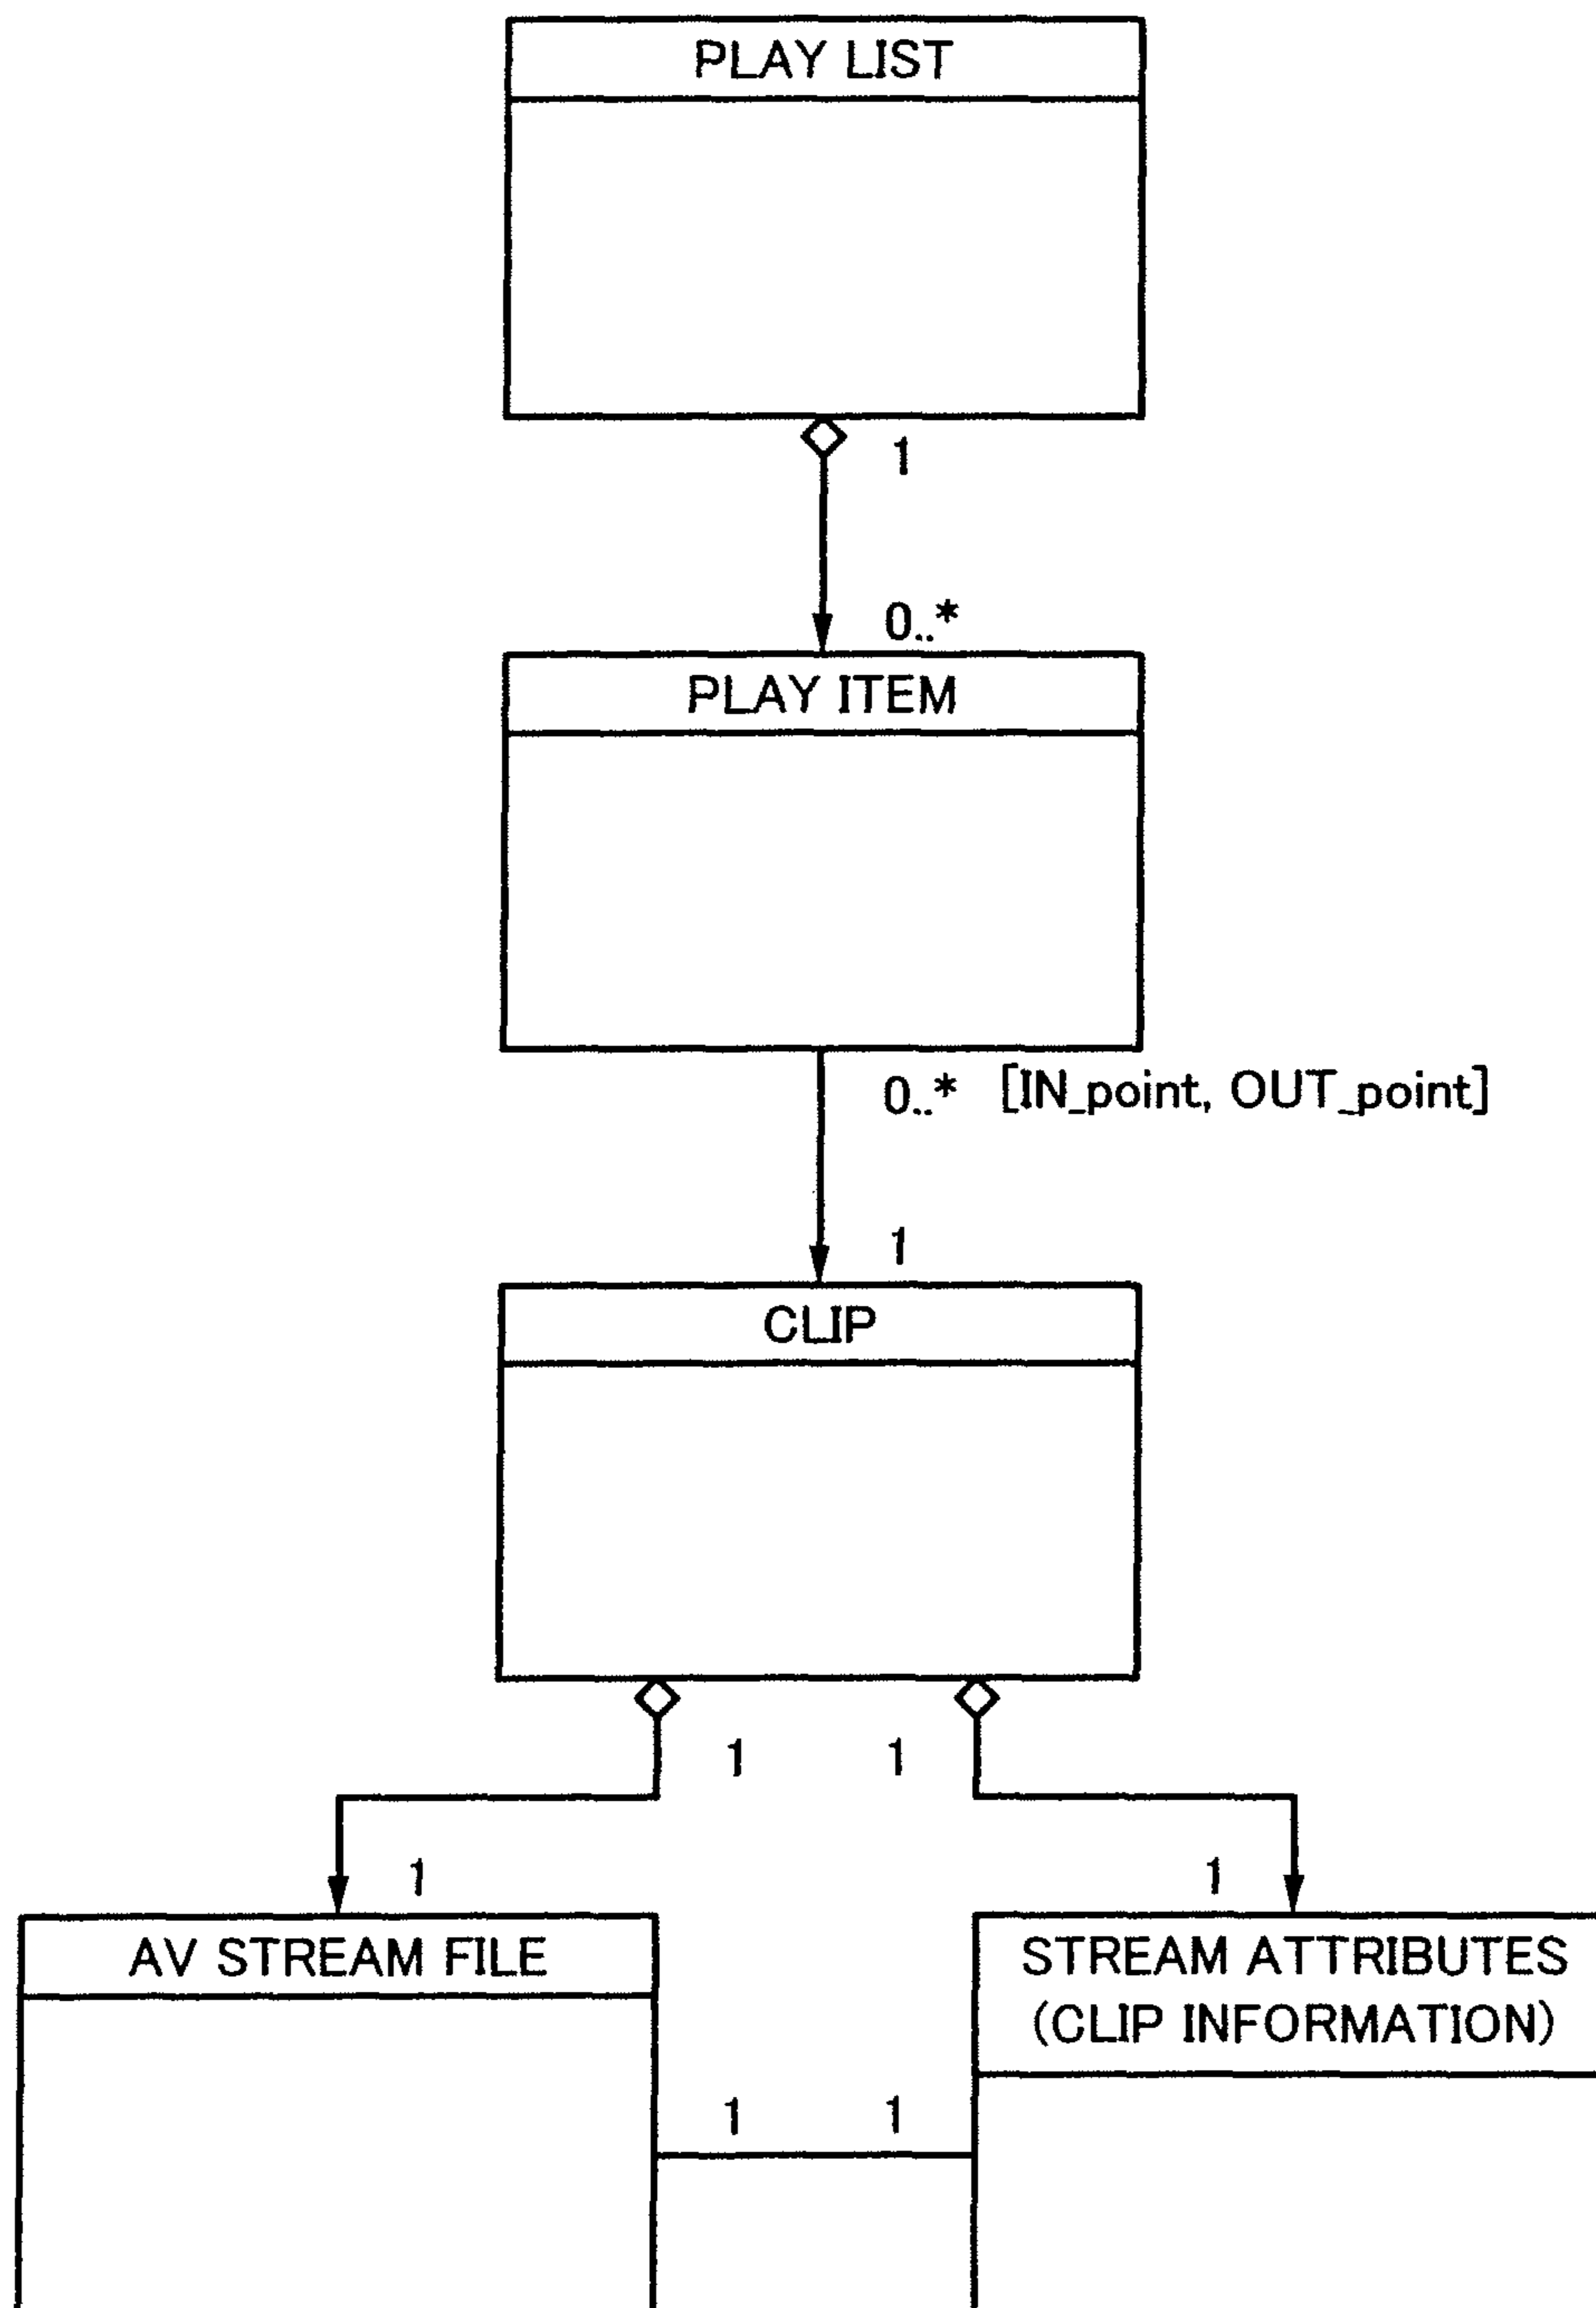 PLAY LIST
1
0..*
PLAY ITEM
0..* [IN_point, OUT_point]
1
CLIP
1 1
1 1
AV STREAM FILE
STREAM ATTRIBUTES
(CLIP INFORMATION)
1 1